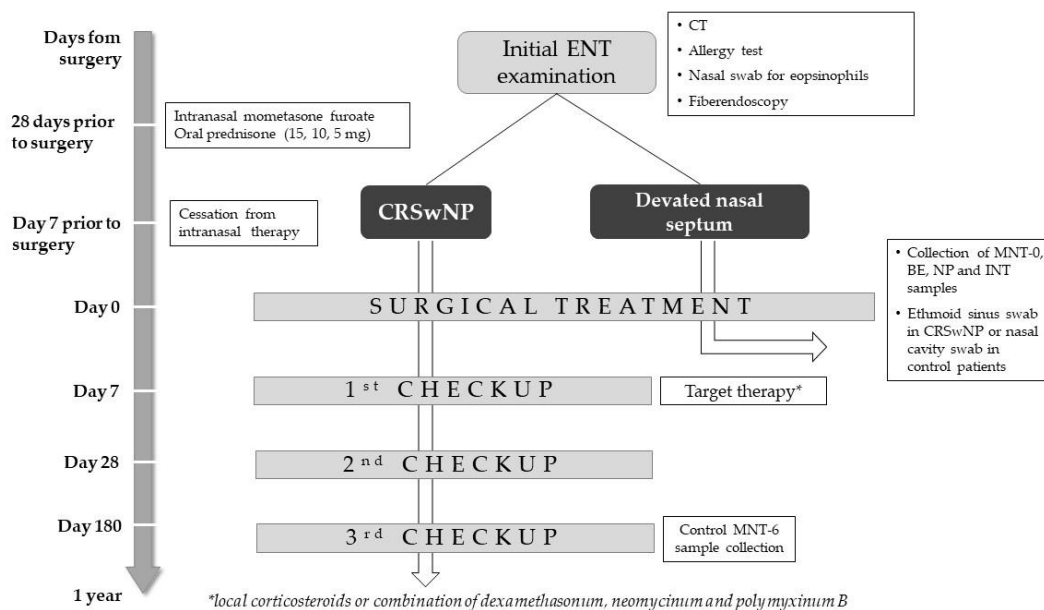 Days fom
surgery
Initial ENT
examination
• CT
• Allergy test
• Nasal swab for eopsinophils
• Fiberendoscopy
28 days prior
to surgery
Intranasal mometasone furoate
Oral prednisone (15, 10, 5 mg)
Day 7 prior to
surgery
Cessation from
intranasal therapy
CRSwNP
Devated nasal
septum
• Collection of MNT-0,
BE, NP and INT
samples
• Ethmoid sinus swab
in CRSwNP or nasal
cavity swab in
control patients
Day 0
SURGICAL TREATMENT
Day 7
1st CHECKUP
Target therapy*
Day 28
2nd CHECKUP
Day 180
3rd CHECKUP
Control MNT-6
sample collection
1 year
*local corticosteroids or combination of dexamethasonum, neomycinum and polymyxinum B